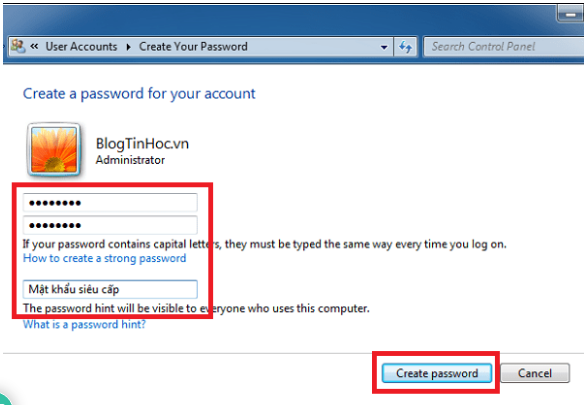 « User Accounts ▸ Create Your Password Search Control Panel
Create a password for your account
BlogTinHoc.vn
Administrator
••••••••
••••••••
If your password contains capital letters, they must be typed the same way every time you log on.
How to create a strong password
Mật khẩu siêu cấp
The password hint will be visible to everyone who uses this computer.
What is a password hint?
Create password Cancel